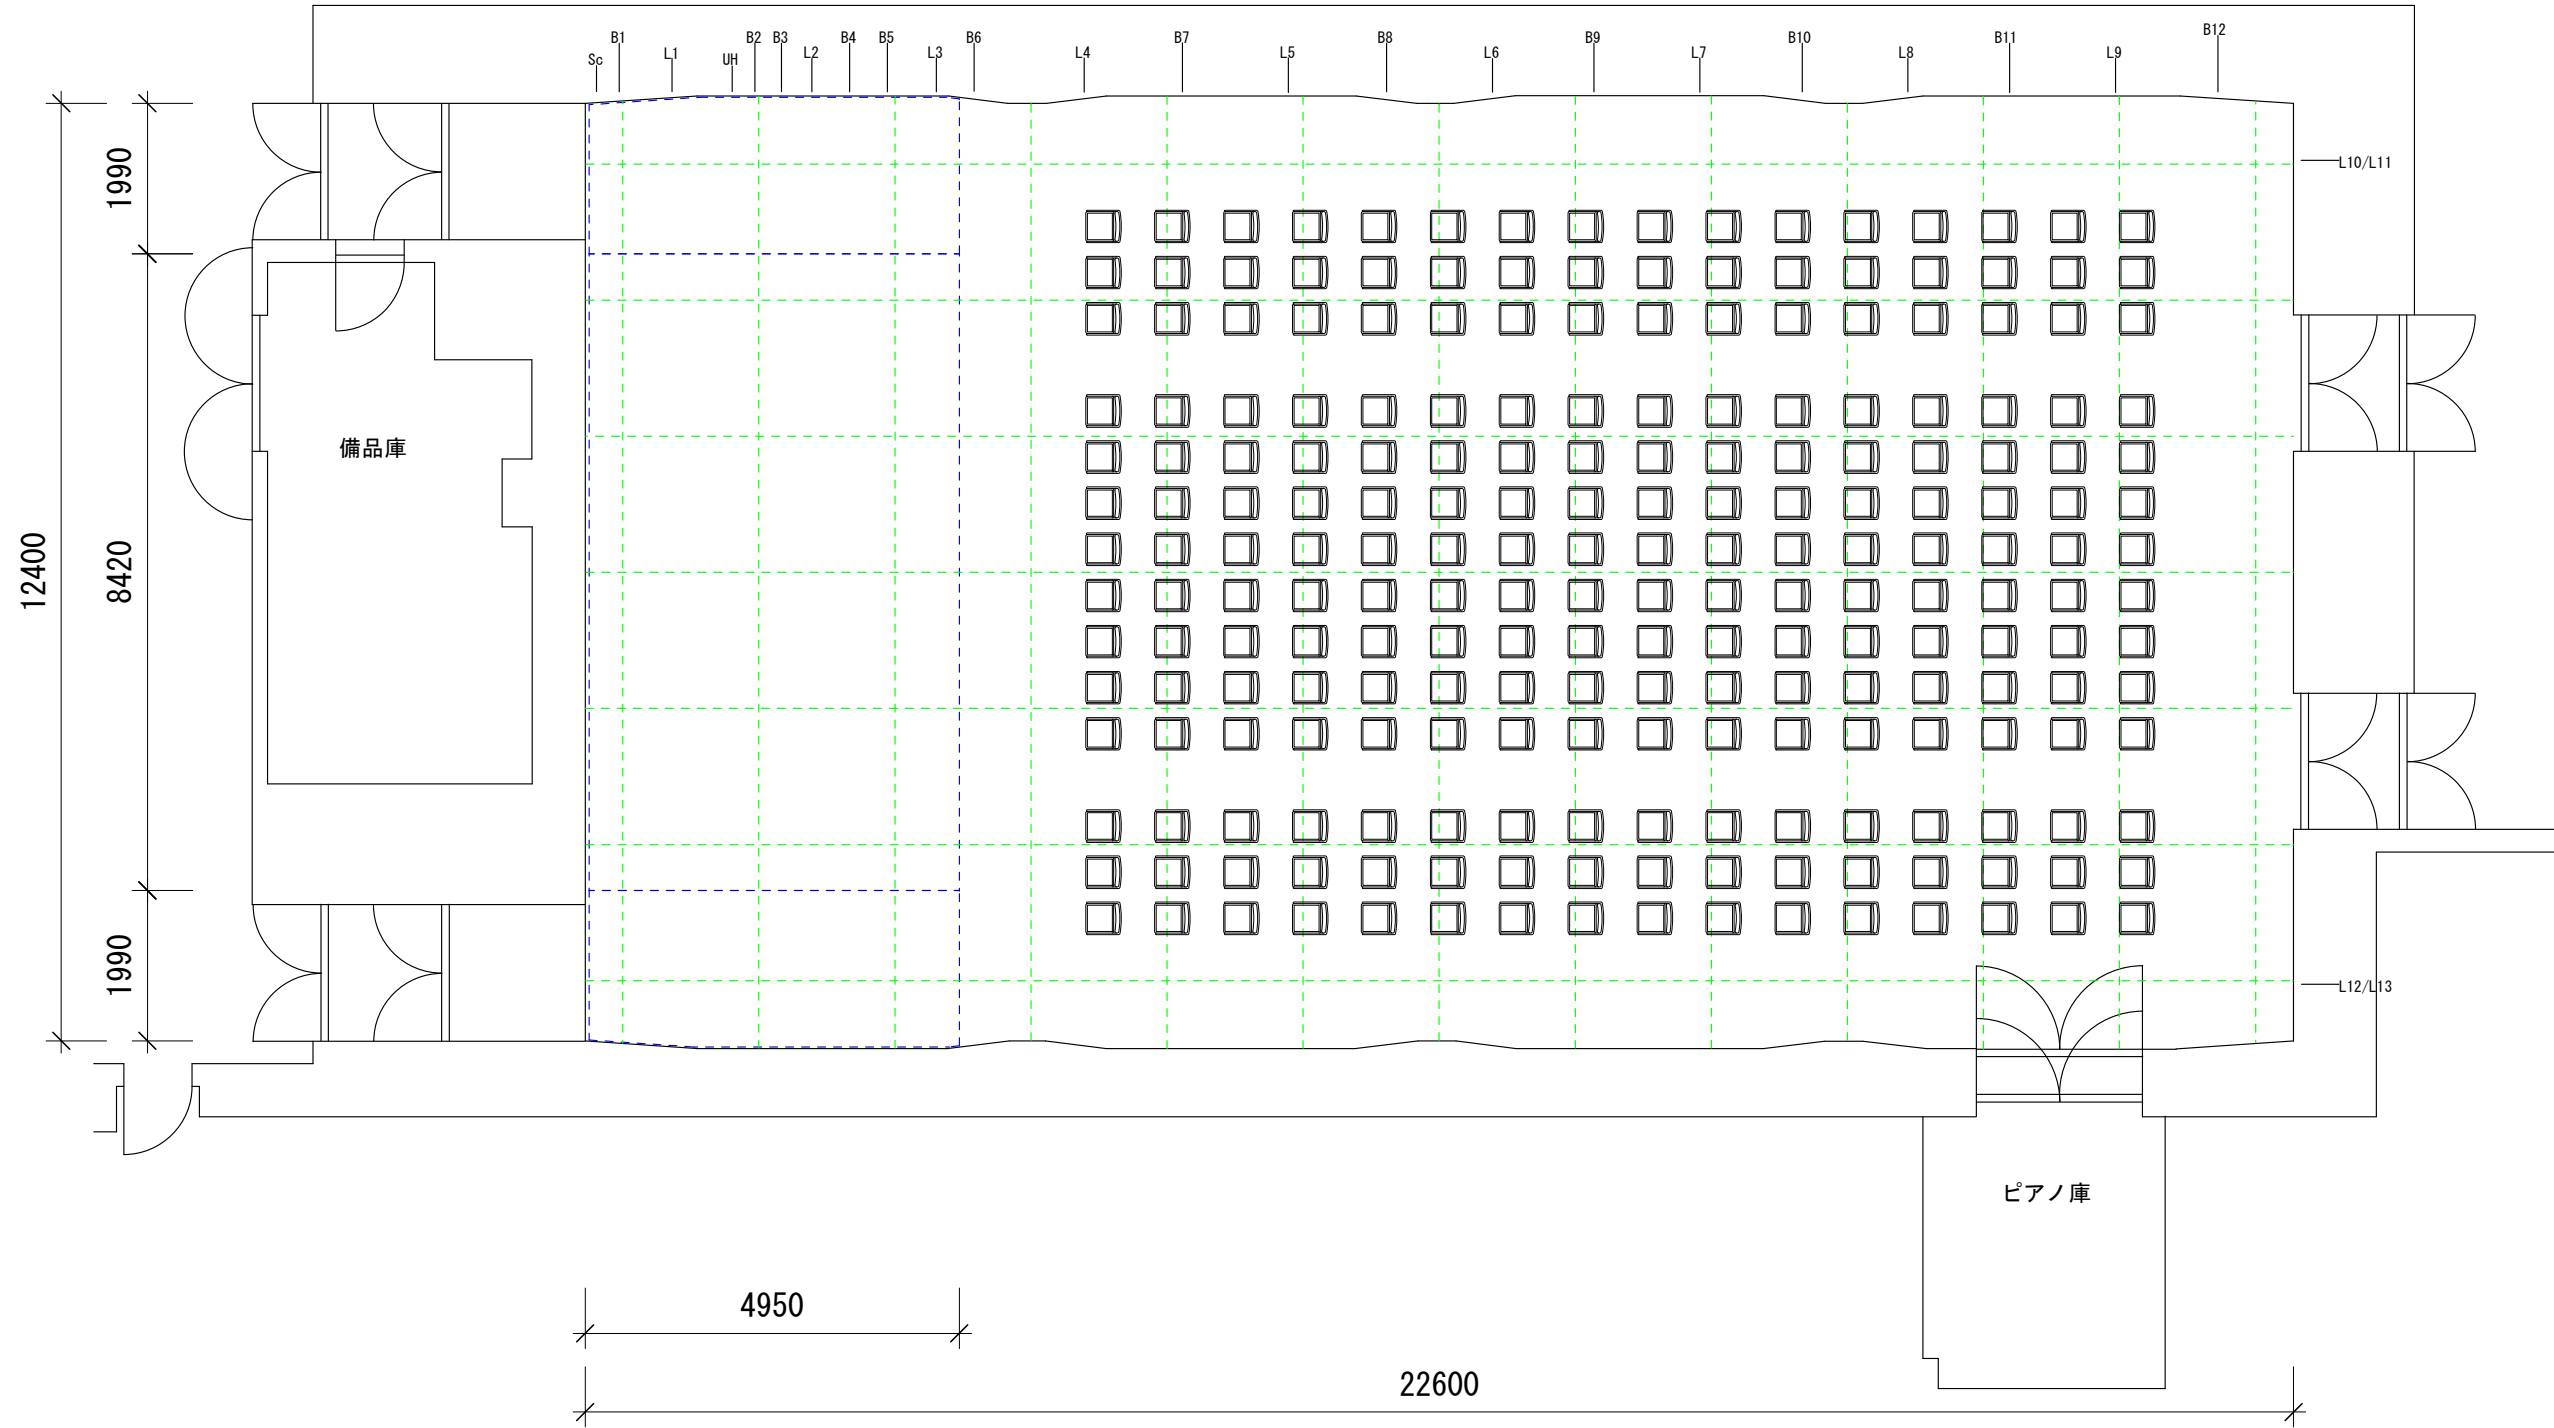 B12
B1
B2
B3
B4
B5
B6
B7
B8
B9
B10
B11
Sc
L1
UH
L2
L3
L4
L5
L6
L7
L8
L9
L10/L11
1990
備品庫
12400
8420
1990
L12/L13
ピアノ庫
4950
22600